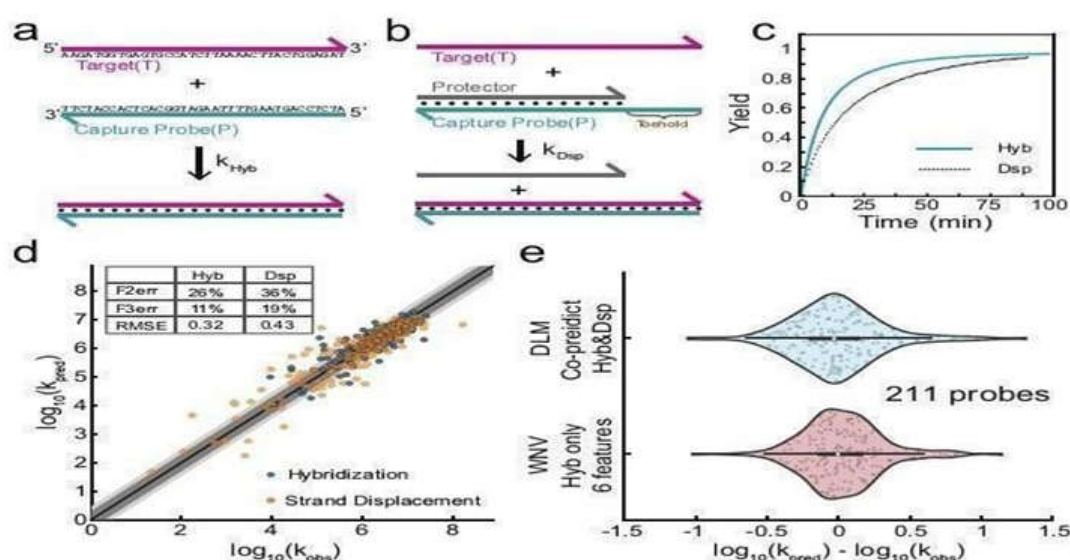 a
5'
3'
AAGATGGTGAGTGCCATCTTAAAACTTACTGGAGAT
Target(T)
+
TTCTACCACTCACGGTAGAATTTTGAATGACCTCTA
3'
5'
Capture Probe(P)
k Hyb
b
Target(T)
+
Protector
Capture Probe(P)
Toehold
k Dsp
+
c
1
0.8
0.6
0.4
0.2
0
Yield
Hyb
Dsp
0 25 50 75 100
Time (min)
d
Hyb Dsp
F2err 26% 36%
F3err 11% 19%
RMSE 0.32 0.43
8
7
6
5
4
3
2
1
0
log10(kpred)
Hybridization
Strand Displacement
0 2 4 6 8
log10(kobs)
e
DLM
Co-preidict
Hyb&Dsp
211 probes
WNV
Hyb only
6 features
-1.5 -1 -0.5 0 0.5 1 1.5
log10(kpred) - log10(kobs)